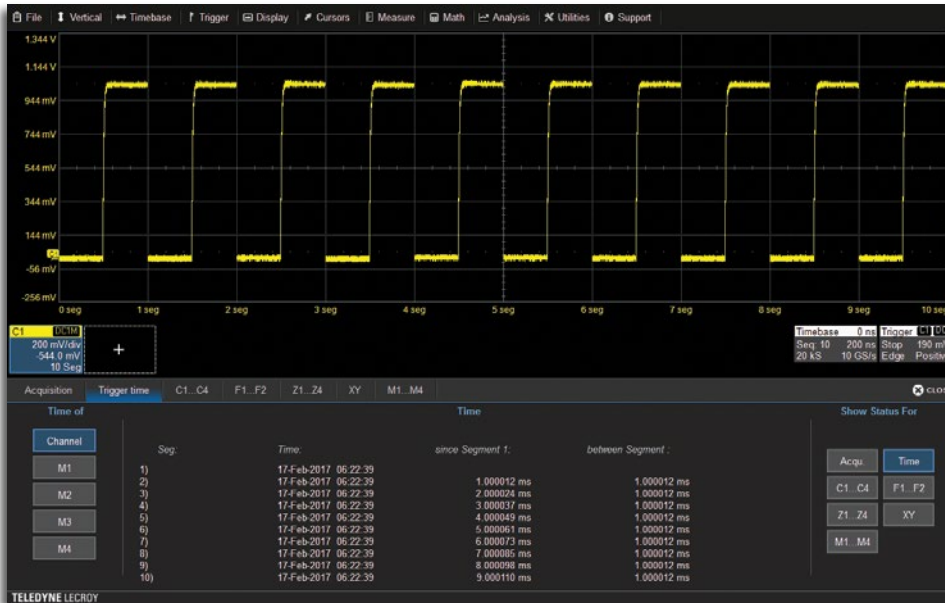 File Vertical Timebase Trigger Display Cursors Measure Math Analysis Utilities Support
1.344 V
1.144 V
944 mV
744 mV
544 mV
344 mV
144 mV
C1
-56 mV
-256 mV
0 seg 1 seg 2 seg 3 seg 4 seg 5 seg 6 seg 7 seg 8 seg 9 seg 10 seg
C1 DC1M
200 mV/div
-544.0 mV
10 Seg
+
Timebase 0 ns
Seq: 10 200 ns
20 kS 10 GS/s
Trigger C1 DC
Stop 190 mV
Edge Positiv
Acquisition Trigger time C1...C4 F1...F2 Z1...Z4 XY M1...M4 CLOS
Time of Time Show Status For
Channel
M1
M2
M3
M4
Seg: Time: since Segment 1: between Segment :
1) 17-Feb-2017 06:22:39
2) 17-Feb-2017 06:22:39 1.000012 ms 1.000012 ms
3) 17-Feb-2017 06:22:39 2.000024 ms 1.000012 ms
4) 17-Feb-2017 06:22:39 3.000037 ms 1.000012 ms
5) 17-Feb-2017 06:22:39 4.000049 ms 1.000012 ms
6) 17-Feb-2017 06:22:39 5.000061 ms 1.000012 ms
7) 17-Feb-2017 06:22:39 6.000073 ms 1.000012 ms
8) 17-Feb-2017 06:22:39 7.000085 ms 1.000012 ms
9) 17-Feb-2017 06:22:39 8.000098 ms 1.000012 ms
10) 17-Feb-2017 06:22:39 9.000110 ms 1.000012 ms
Acqu. Time
C1...C4 F1...F2
Z1...Z4 XY
M1...M4
TELEDYNE LECROY